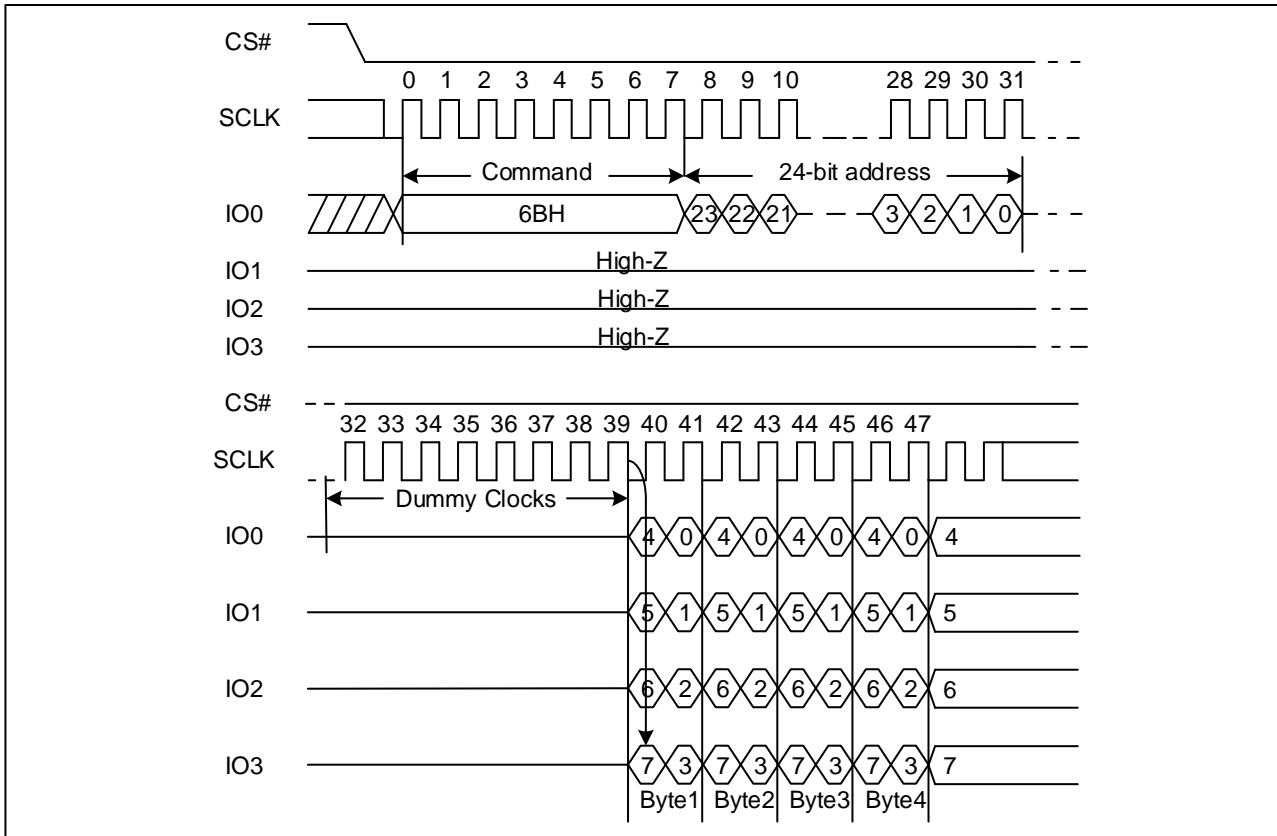 CS#
0 1 2 3 4 5 6 7 8 9 10 28 29 30 31
SCLK
Command 24-bit address
IO0 6BH 23 22 21 3 2 1 0
High-Z
IO1
High-Z
IO2
High-Z
IO3
CS#
32 33 34 35 36 37 38 39 40 41 42 43 44 45 46 47
SCLK
Dummy Clocks
IO0 4 0 4 0 4 0 4 0 4
IO1 5 1 5 1 5 1 5 1 5
IO2 6 2 6 2 6 2 6 2 6
IO3 7 3 7 3 7 3 7 3 7
Byte1 Byte2 Byte3 Byte4